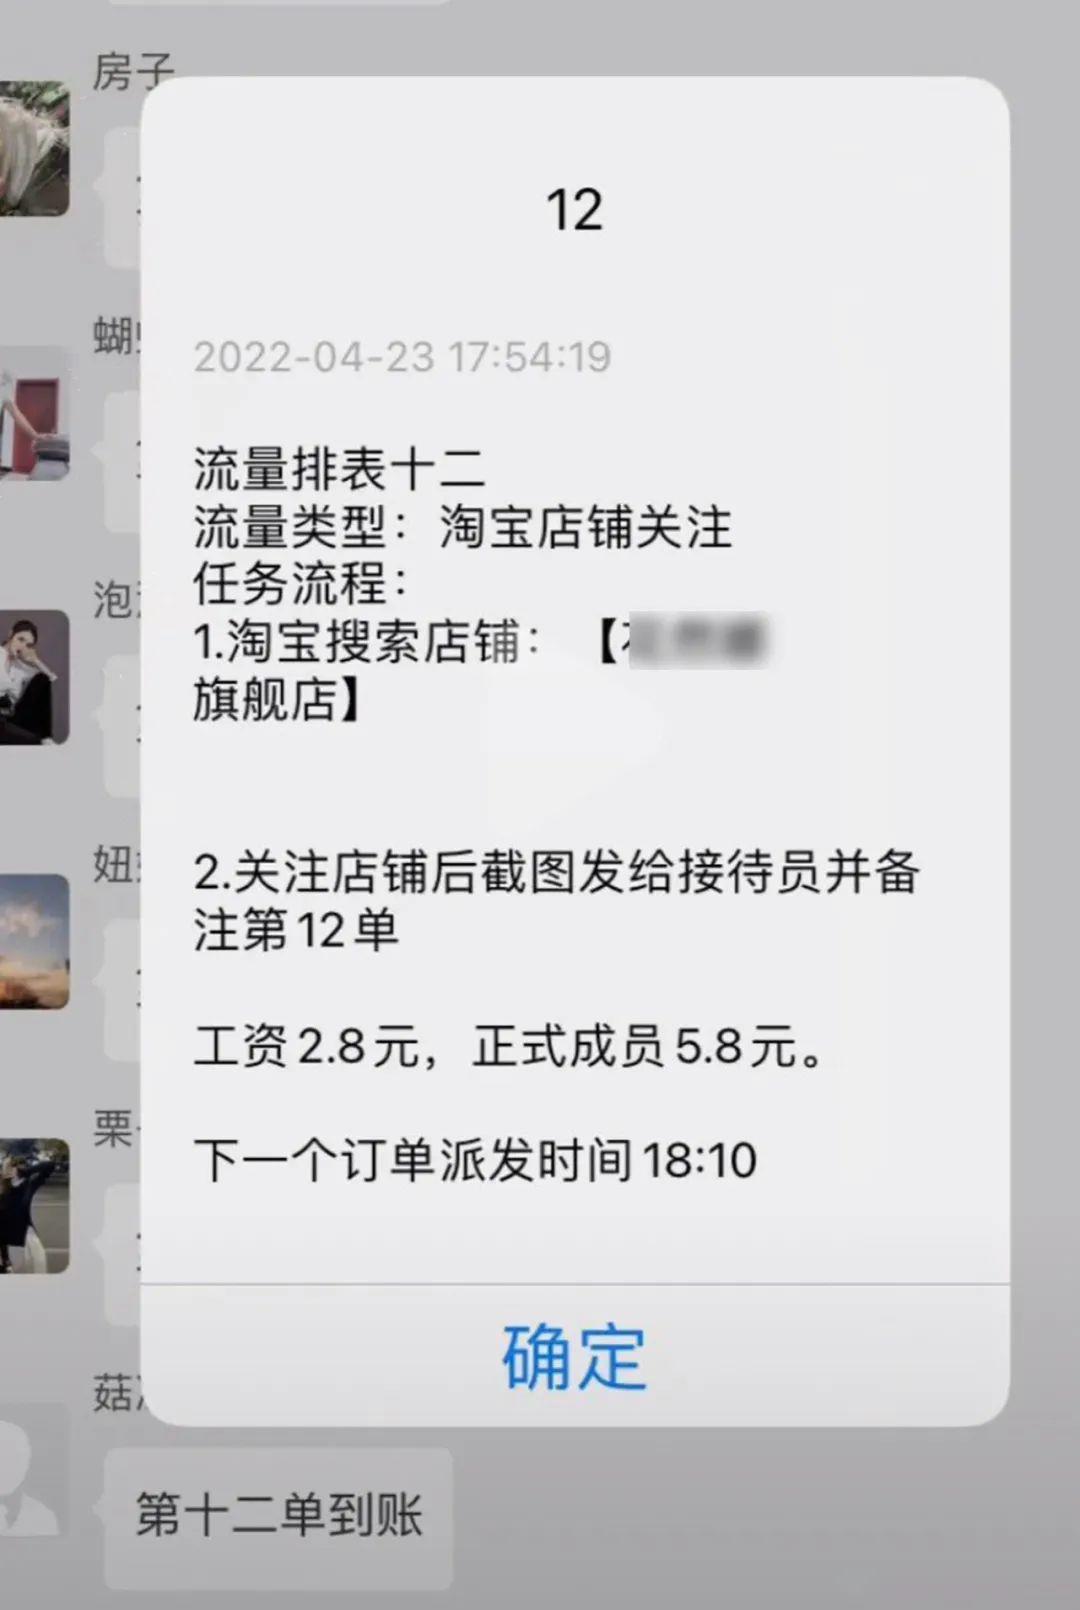 房子
12
2022-04-23 17:54:19
流量排表十二
流量类型：淘宝店铺关注
任务流程：
1.淘宝搜索店铺：【
旗舰店】
2.关注店铺后截图发给接待员并备
注第12单
工资2.8元，正式成员5.8元。
下一个订单派发时间18:10
确定
蝴
泡
妞
栗
菇
第十二单到账